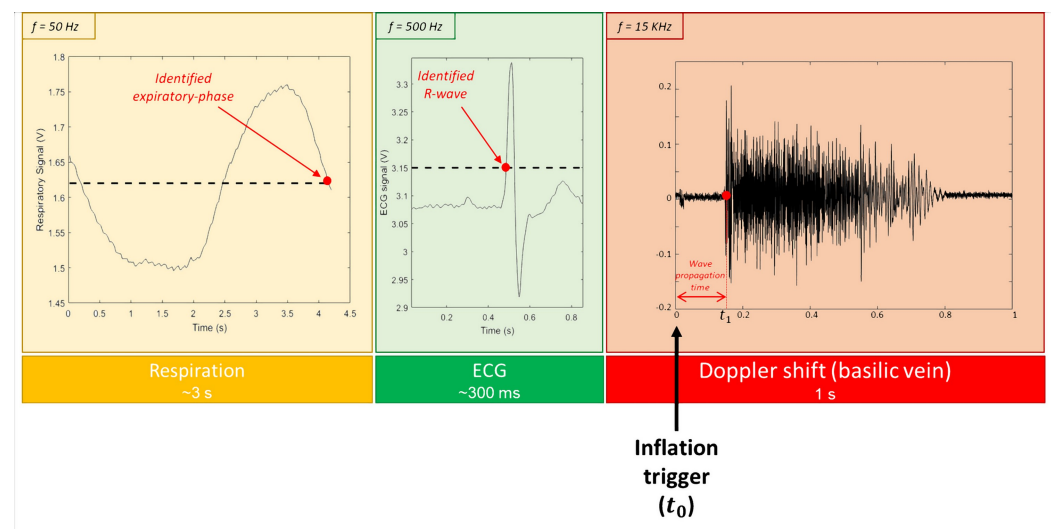 f = 50 Hz
1.8
1.75
1.7
1.65
1.6
1.55
1.5
1.45
Respiratory Signal (V)
Identified
expiratory-phase
0 0.5 1 1.5 2 2.5 3 3.5 4 4.5
Time (s)
Respiration
~3 s
f = 500 Hz
3.3
3.25
3.2
3.15
3.1
3.05
3
2.95
2.9
ECG signal (V)
Identified
R-wave
0.2 0.4 0.6 0.8
Time (s)
ECG
~300 ms
f = 15 KHz
0.2
0.1
0
-0.1
-0.2
Wave
propagation
time
0 t₁ 0.2 0.4 0.6 0.8 1
Doppler shift (basilic vein)
1 s
Inflation
trigger
(t₀)